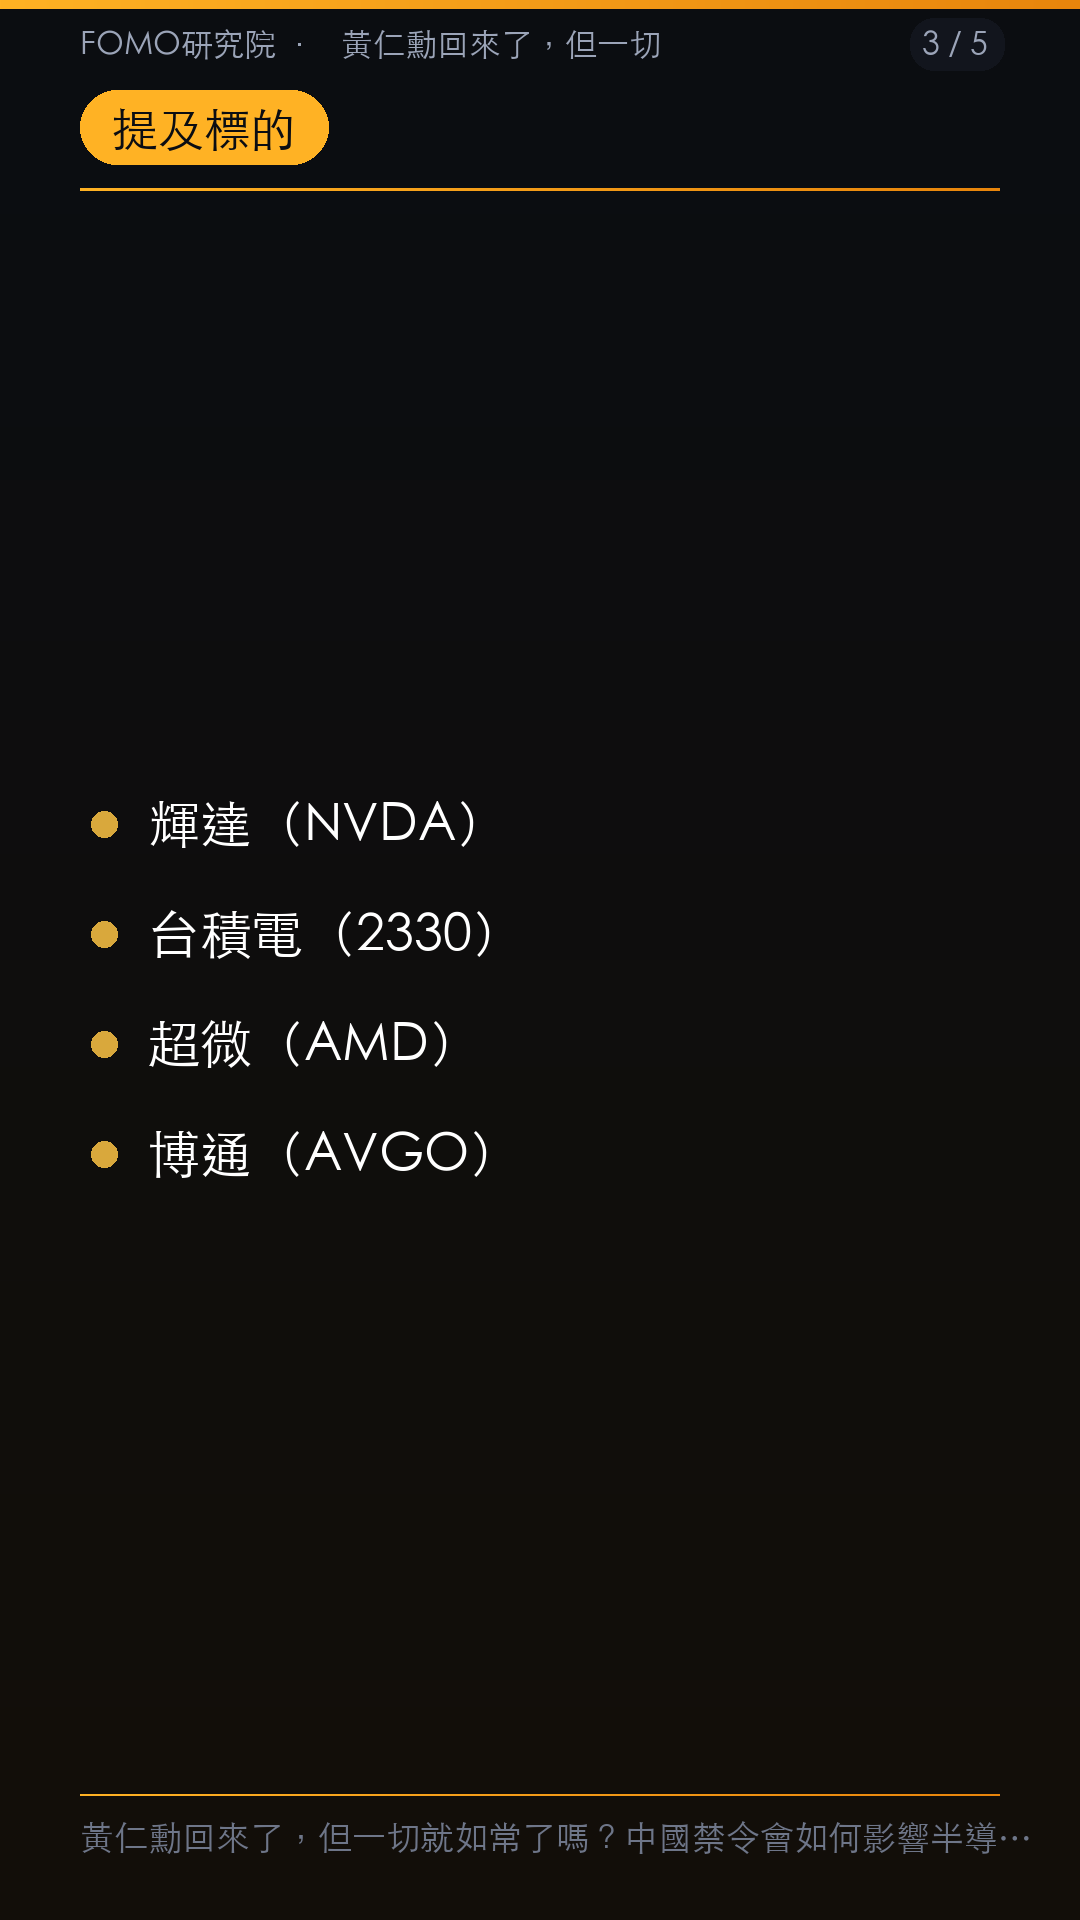 FOMO研究院 · 黃仁勳回來了，但一切
3 / 5
提及標的
輝達（NVDA）
台積電（2330）
超微（AMD）
博通（AVGO）
黃仁勳回來了，但一切就如常了嗎？中國禁令會如何影響半導…